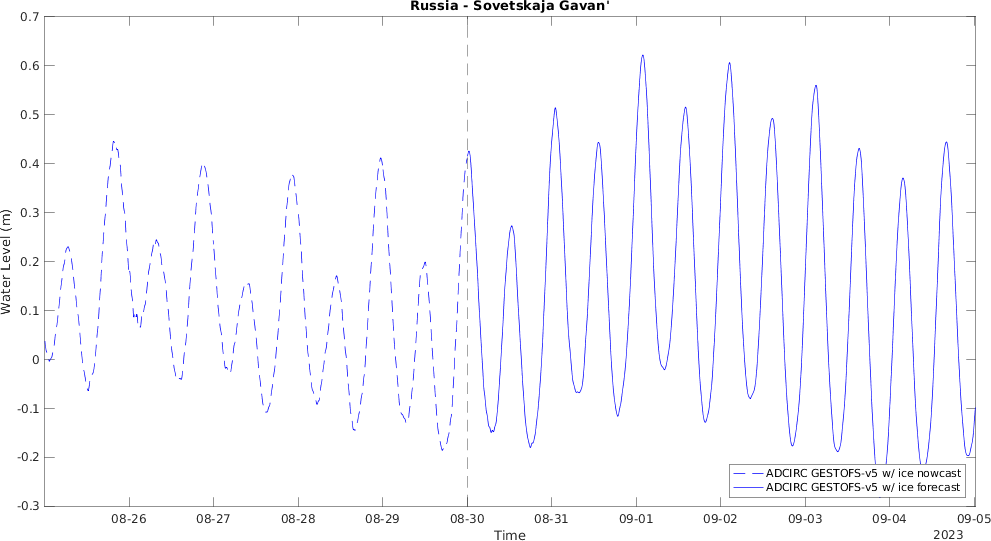 Russia - Sovetskaja Gavan'
0.7
0.6
0.5
0.4
0.3
0.2
0.1
0
-0.1
-0.2
-0.3
Water Level (m)
ADCIRC GESTOFS-v5 w/ ice nowcast
ADCIRC GESTOFS-v5 w/ ice forecast
08-26 08-27 08-28 08-29 08-30 08-31 09-01 09-02 09-03 09-04 09-05
Time
2023